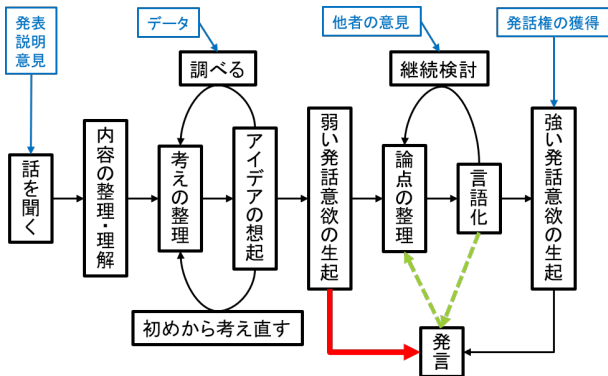 発表
説明
意見
データ
他者の意見
発話権の獲得
調べる
継続検討
話を聞く
内容の整理・理解
考えの整理
アイデアの想起
弱い発話意欲の生起
論点の整理
言語化
強い発話意欲の生起
初めから考え直す
発言